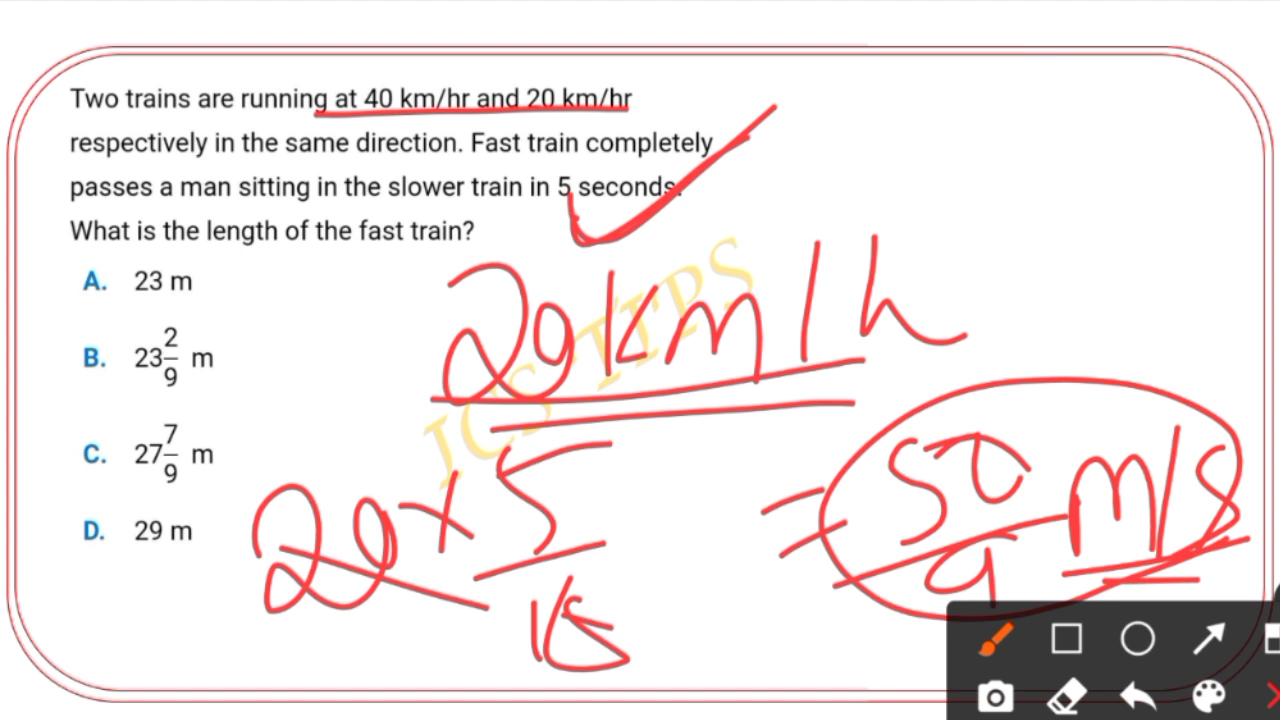 Two trains are running at 40 km/hr and 20 km/hr
respectively in the same direction. Fast train completely
passes a man sitting in the slower train in 5 seconds.
What is the length of the fast train?
A. 23 m
B. 23 2/9 m
C. 27 7/9 m
D. 29 m
JCS TIPS
20 km/h
20 × 5/18 = 50/9 m/s